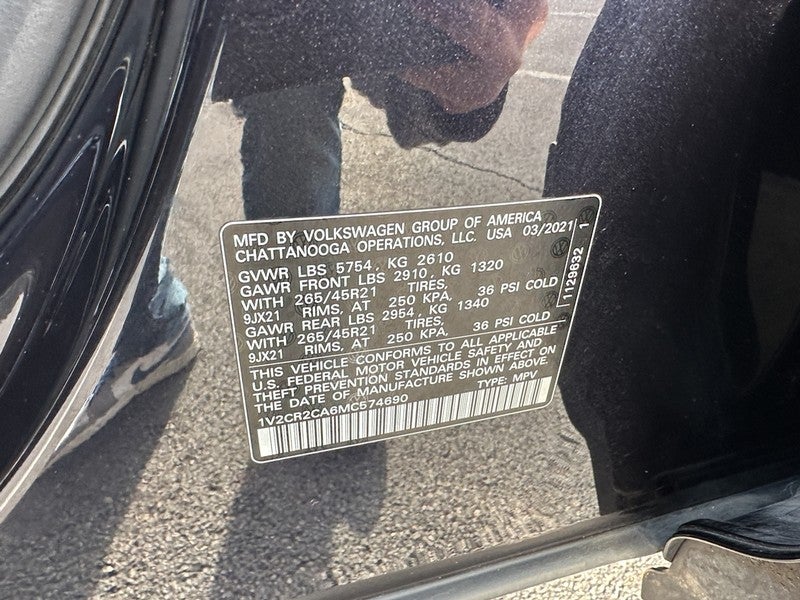 MFD BY VOLKSWAGEN GROUP OF AMERICA
CHATTANOOGA OPERATIONS, LLC. USA 03/2021
GVWR LBS 5754, KG 2610
GAWR FRONT LBS 2910, KG 1320
WITH 265/45R21 TIRES,
9JX21 RIMS, AT 250 KPA, 36 PSI COLD
GAWR REAR LBS 2954, KG 1340
WITH 265/45R21 TIRES,
9JX21 RIMS, AT 250 KPA, 36 PSI COLD
THIS VEHICLE CONFORMS TO ALL APPLICABLE
U.S. FEDERAL MOTOR VEHICLE SAFETY AND
THEFT PREVENTION STANDARDS IN EFFECT ON
THE DATE OF MANUFACTURE SHOWN ABOVE.
1V2CR2CA6MC574690 TYPE: MPV
1129632 1